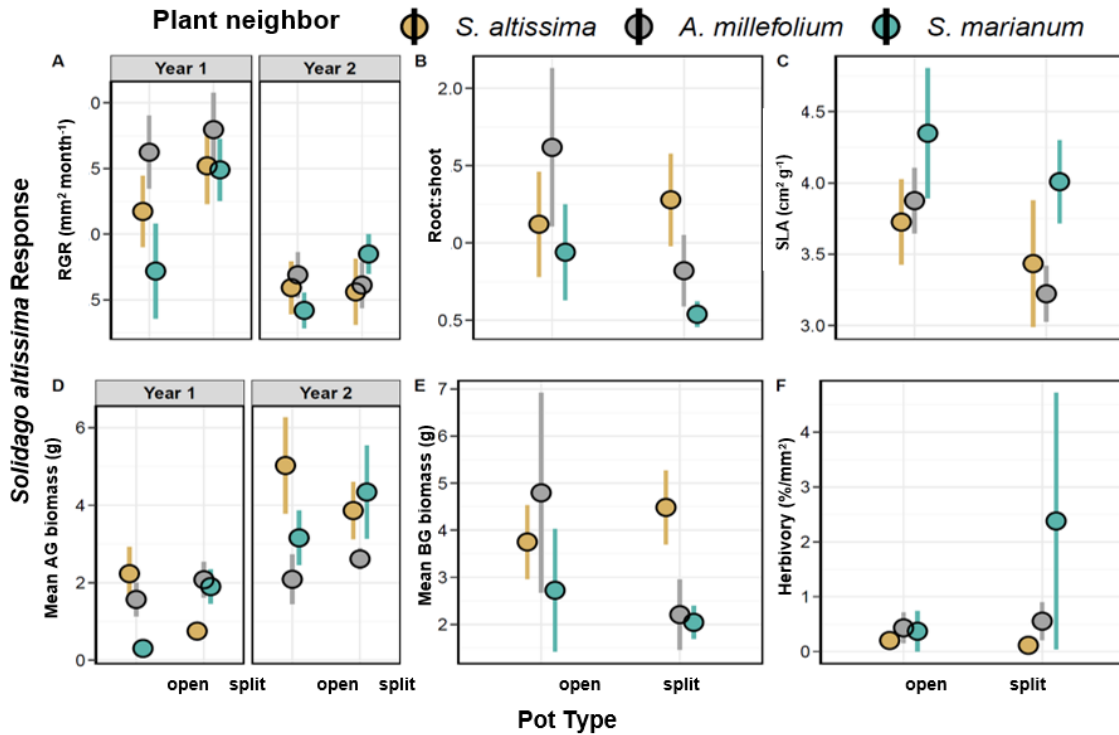 Plant neighbor S. altissima A. millefolium S. marianum
Solidago altissima Response
A
Year 1 Year 2
RGR (mm² month⁻¹)
0
5
0
5
B
Root:shoot
2.0
.5
.0
0.5
C
SLA (cm² g⁻¹)
4.5
4.0
3.5
3.0
D
Year 1 Year 2
Mean AG biomass (g)
6
4
2
0
open split open split
E
Mean BG biomass (g)
7
6
5
4
3
2
open split
F
Herbivory (%/mm²)
4
3
2
1
0
open split
Pot Type